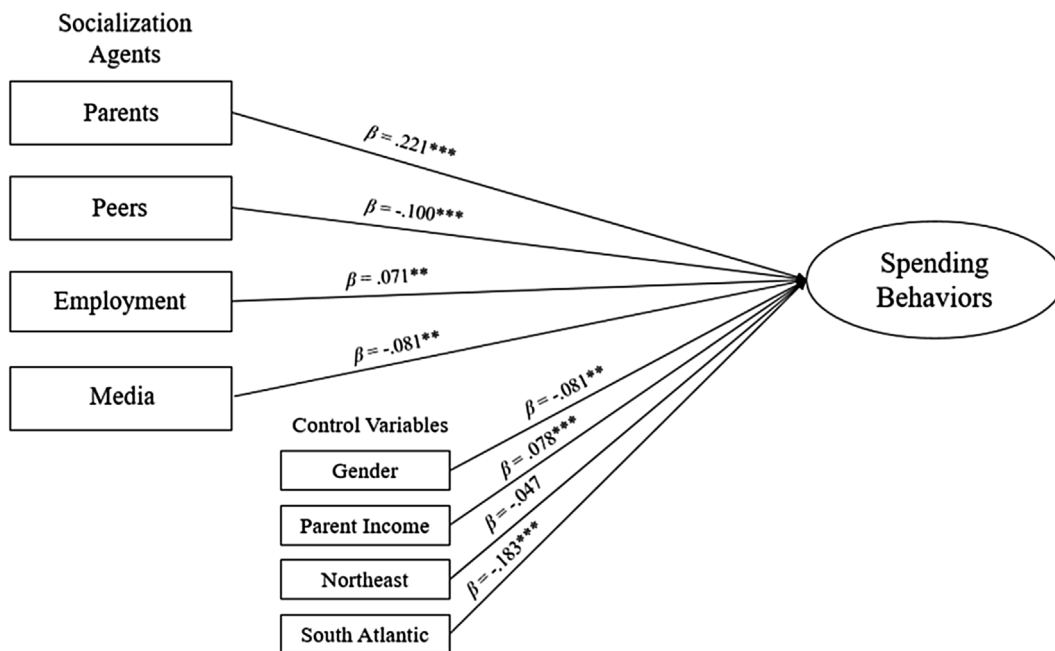 Socialization
Agents
Parents
β = .221***
Peers
β = -.100***
Employment
β = .071**
Media
β = -.081**
Spending
Behaviors
Control Variables
Gender
β = -.081**
Parent Income
β = .078***
Northeast
β = -.047
South Atlantic
β = -.183***